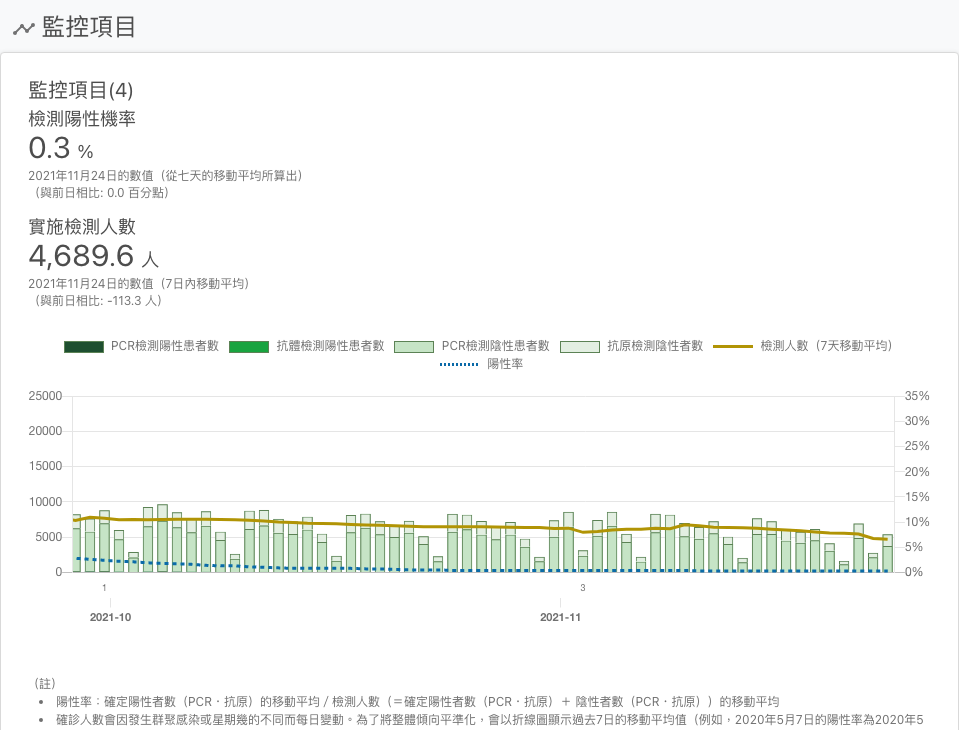 監控項目
監控項目(4)
檢測陽性機率
0.3 %
2021年11月24日的數值（從七天的移動平均所算出）
（與前日相比: 0.0 百分點）
實施檢測人數
4,689.6 人
2021年11月24日的數值（7日內移動平均）
（與前日相比: -113.3 人）
PCR檢測陽性患者數 抗體檢測陽性患者數 PCR檢測陰性患者數 抗原檢測陰性者數 檢測人數（7天移動平均）
陽性率
25000 35%
20000 30%
25%
15000 20%
10000 15%
10%
5000 5%
0 0%
1 3
2021-10 2021-11
（註）
• 陽性率：確定陽性者數（PCR・抗原）的移動平均 / 檢測人數（＝確定陽性者數（PCR・抗原）＋ 陰性者數（PCR・抗原））的移動平均
• 確診人數會因發生群聚感染或星期幾的不同而每日變動。為了將整體傾向平準化，會以折線圖顯示過去7日的移動平均值（例如，2020年5月7日的陽性率為2020年5